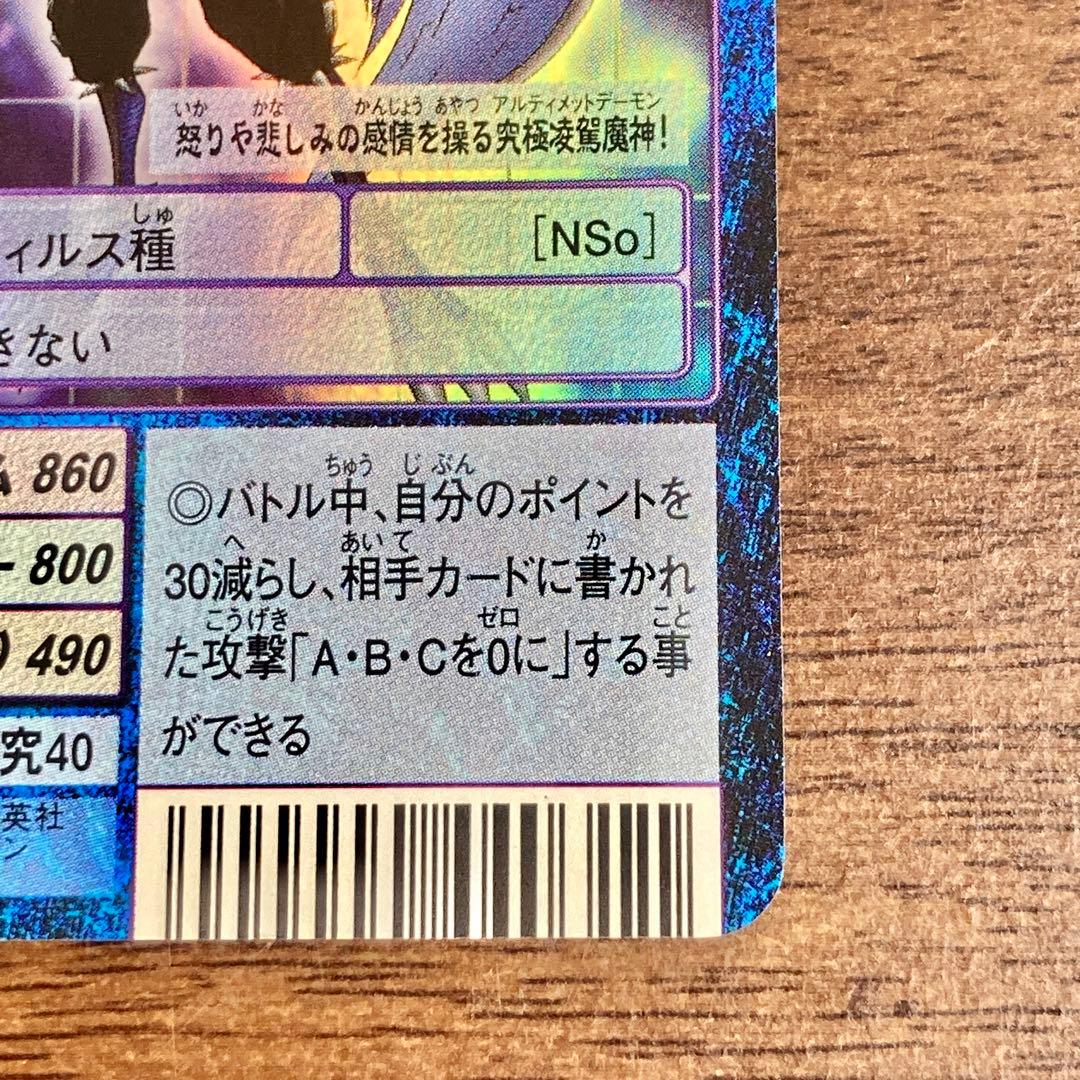 いか かな かんじょう あやつ アルティメットデーモン
怒りや悲しみの感情を操る究極凌駕魔神!
しゅ
ィルス種
[NSo]
きない
ム 860
ー 800
490
究40
英社
ン
ちゅう じぶん
◎バトル中、自分のポイントを
へ あいて か
30減らし、相手カードに書かれ
こうげき ゼロ こと
た攻撃「A・B・Cを0に」する事
ができる